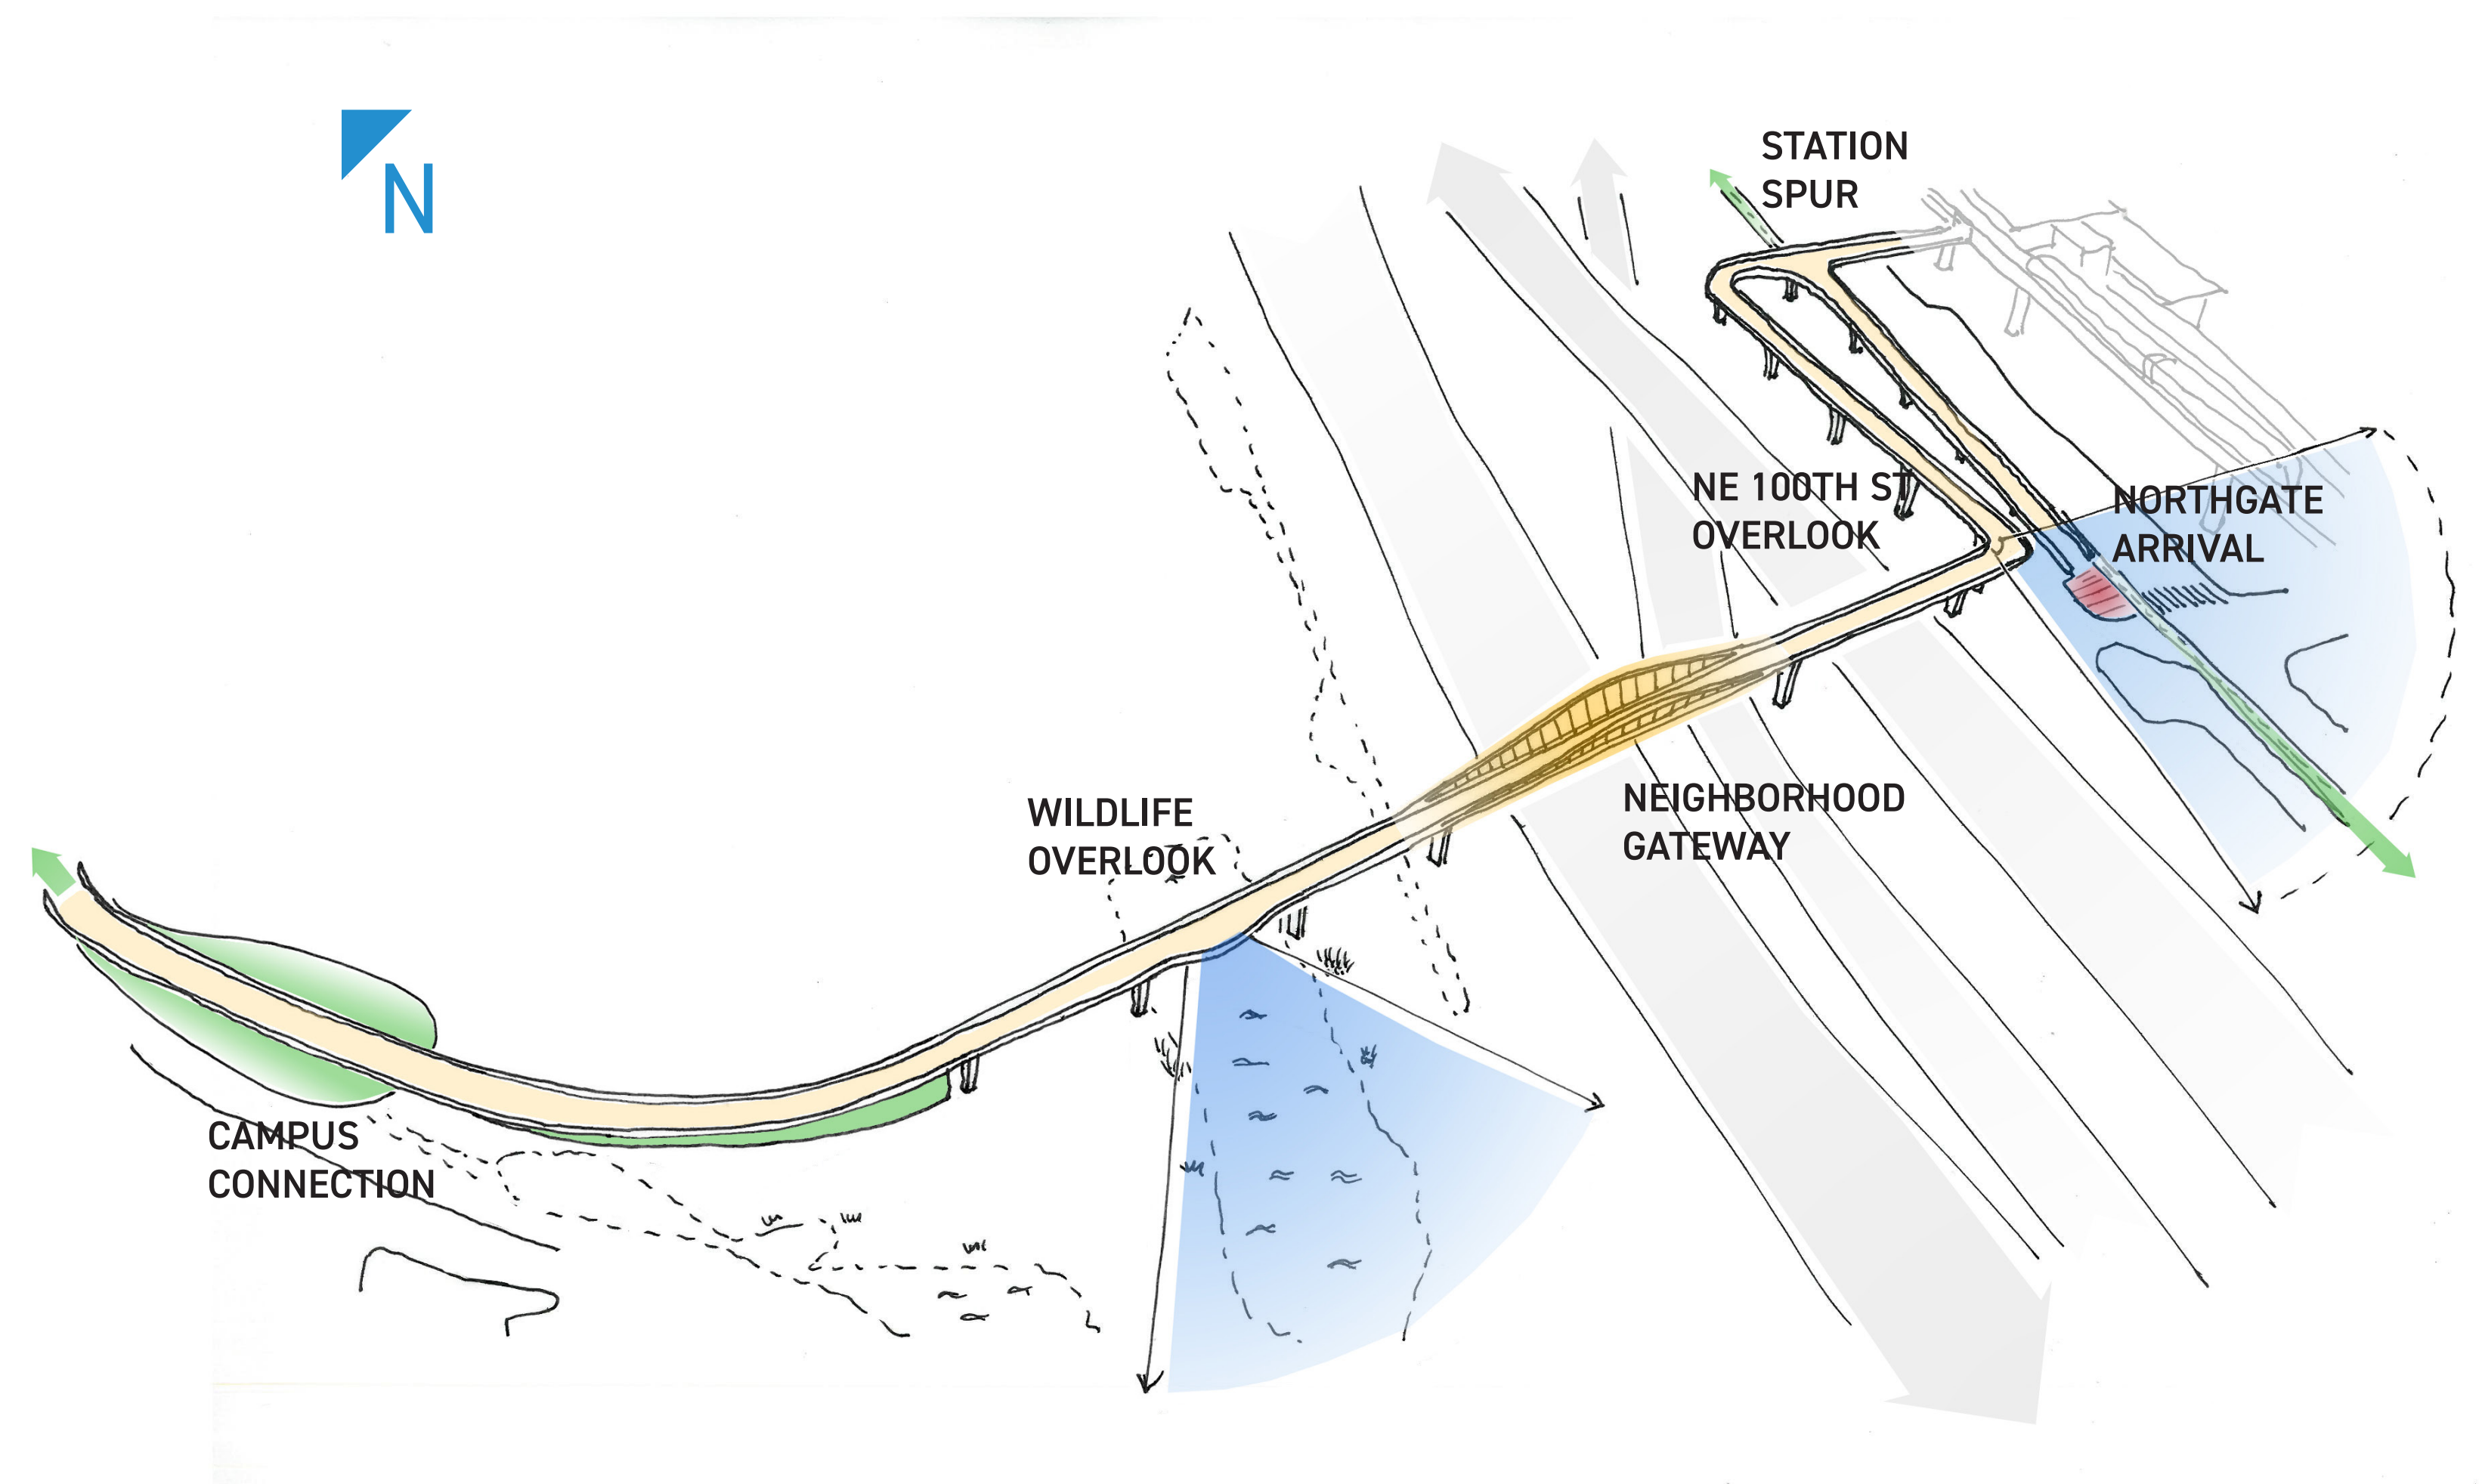 N
STATION
SPUR
NE 100TH ST
OVERLOOK
NORTHGATE
ARRIVAL
WILDLIFE
OVERLOOK
NEIGHBORHOOD
GATEWAY
CAMPUS
CONNECTION